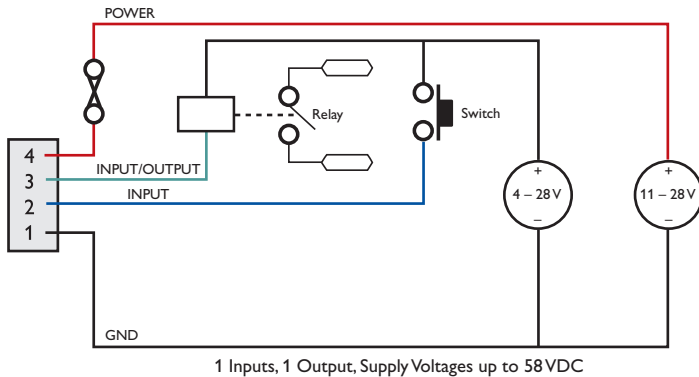 POWER
Relay
Switch
4
INPUT/OUTPUT
3
INPUT
2
1
+
4 – 28 V
–
+
11 – 28 V
–
GND
1 Inputs, 1 Output, Supply Voltages up to 58 VDC